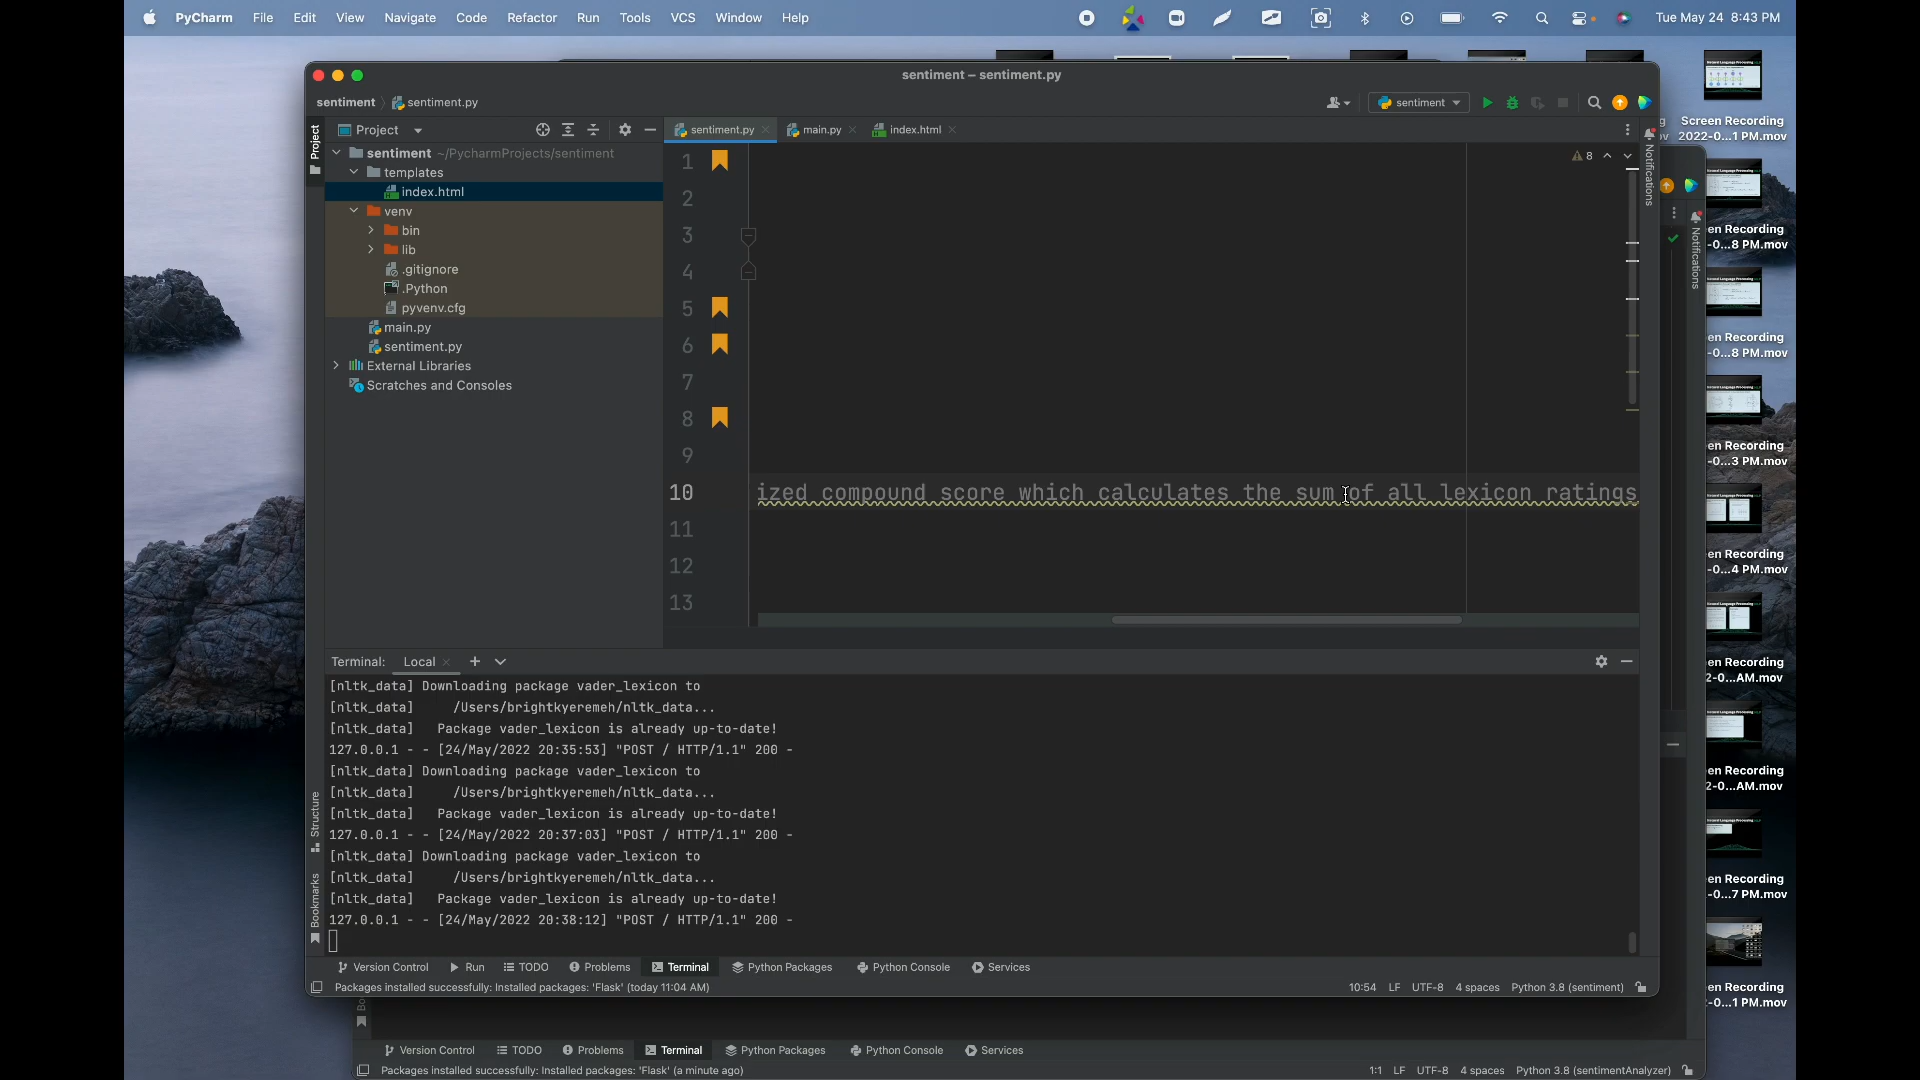 PyCharm File Edit View Navigate Code Refactor Run Tools VCS Window Help Tue May 24 8:43 PM
sentiment – sentiment.py
sentiment sentiment.py sentiment
Project sentiment.py main.py index.html
Project
Notifications
sentiment ~/PycharmProjects/sentiment
templates
index.html
venv
bin
lib
.gitignore
.Python
pyvenv.cfg
main.py
sentiment.py
External Libraries
Scratches and Consoles
8
1
2
3
4
5
6
7
8
9
10 ized compound score which calculates the sum of all lexicon ratings
11
12
13
Terminal: Local
[nltk_data] Downloading package vader_lexicon to
[nltk_data] /Users/brightkyeremeh/nltk_data...
[nltk_data] Package vader_lexicon is already up-to-date!
127.0.0.1 - - [24/May/2022 20:35:53] "POST / HTTP/1.1" 200 -
[nltk_data] Downloading package vader_lexicon to
[nltk_data] /Users/brightkyeremeh/nltk_data...
[nltk_data] Package vader_lexicon is already up-to-date!
127.0.0.1 - - [24/May/2022 20:37:03] "POST / HTTP/1.1" 200 -
[nltk_data] Downloading package vader_lexicon to
[nltk_data] /Users/brightkyeremeh/nltk_data...
[nltk_data] Package vader_lexicon is already up-to-date!
127.0.0.1 - - [24/May/2022 20:38:12] "POST / HTTP/1.1" 200 -
Structure
Bookmarks
Version Control Run TODO Problems Terminal Python Packages Python Console Services
Packages installed successfully: Installed packages: 'Flask' (today 11:04 AM) 10:54 LF UTF-8 4 spaces Python 3.8 (sentiment)
Version Control TODO Problems Terminal Python Packages Python Console Services
Packages installed successfully: Installed packages: 'Flask' (a minute ago) 1:1 LF UTF-8 4 spaces Python 3.8 (sentimentAnalyzer)
Notifications
Screen Recording
2022-0...1 PM.mov
en Recording
-0...8 PM.mov
en Recording
-0...8 PM.mov
en Recording
-0...3 PM.mov
en Recording
-0...4 PM.mov
en Recording
2-0...AM.mov
en Recording
2-0...AM.mov
en Recording
-0...7 PM.mov
en Recording
-0...1 PM.mov